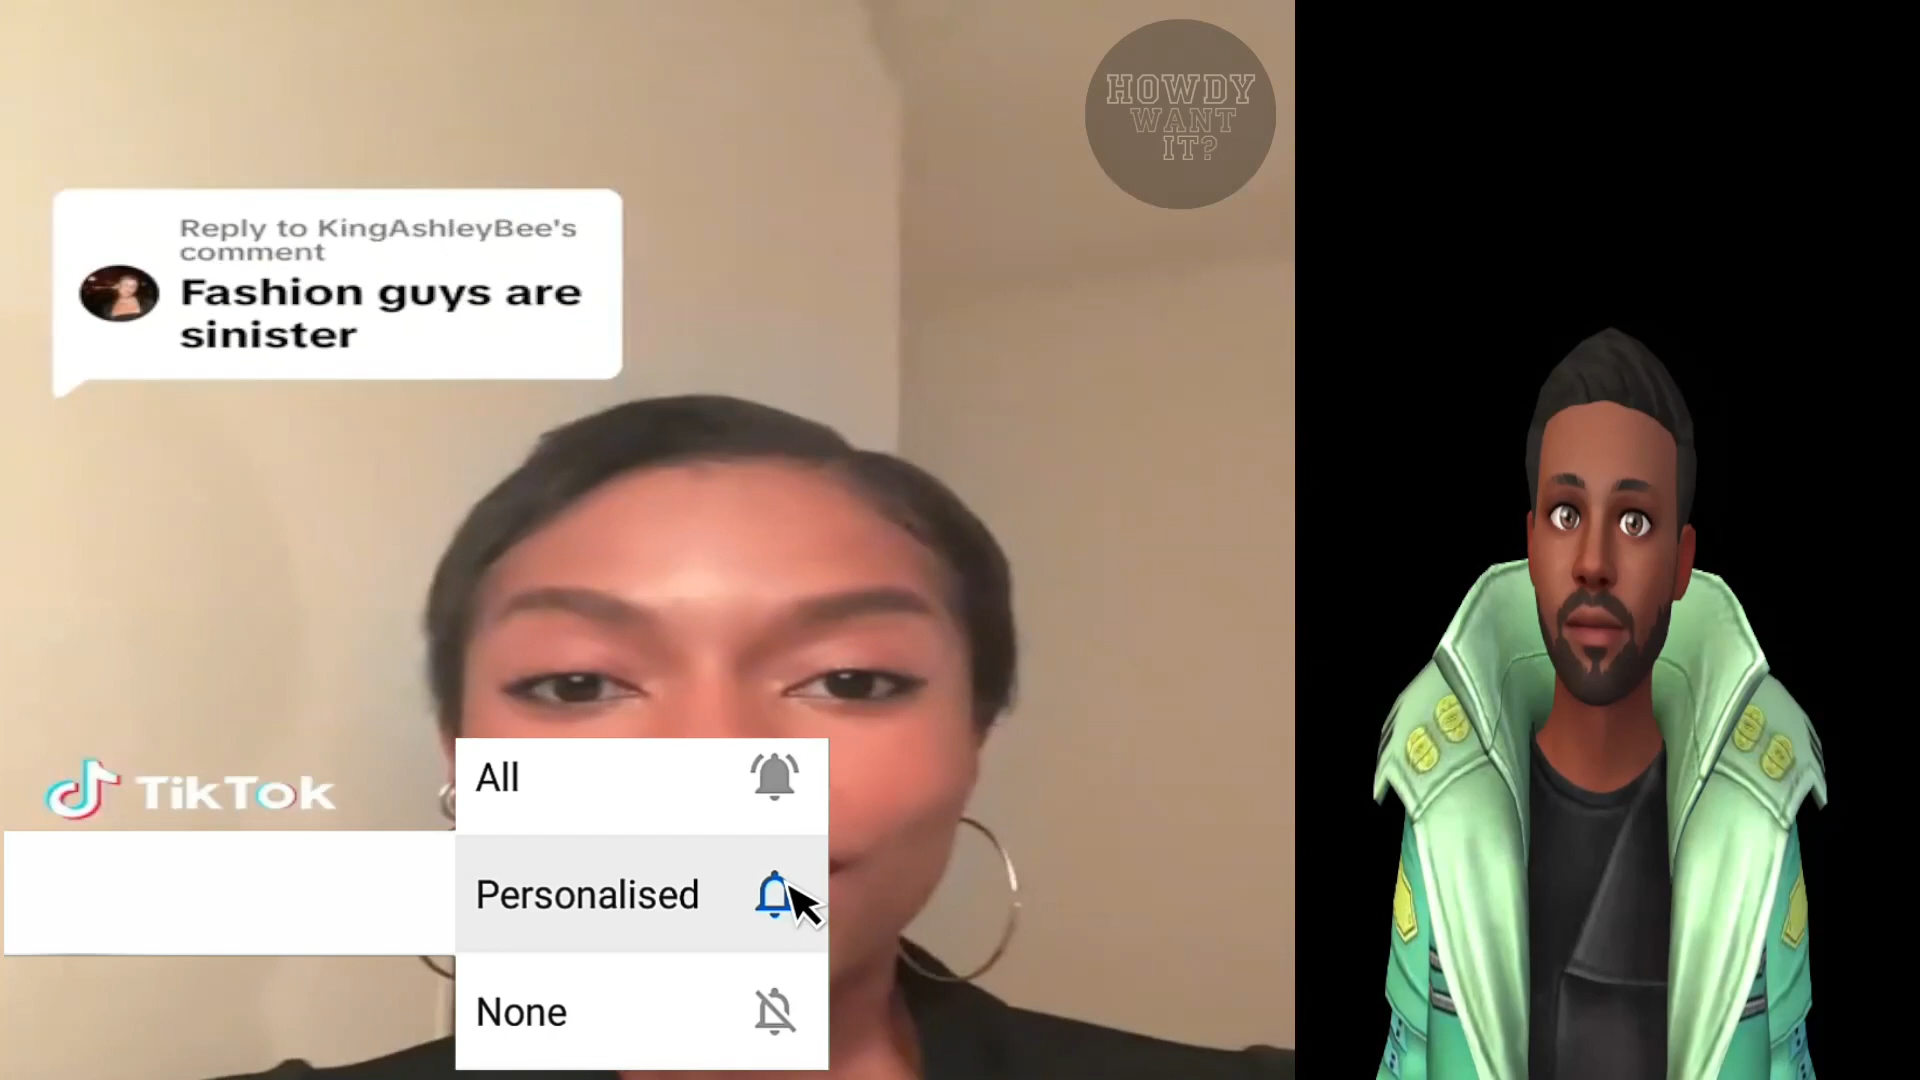 HOWDY
WANT
IT?
Reply to KingAshleyBee's
comment
Fashion guys are
sinister
TikTok
All
Personalised
None